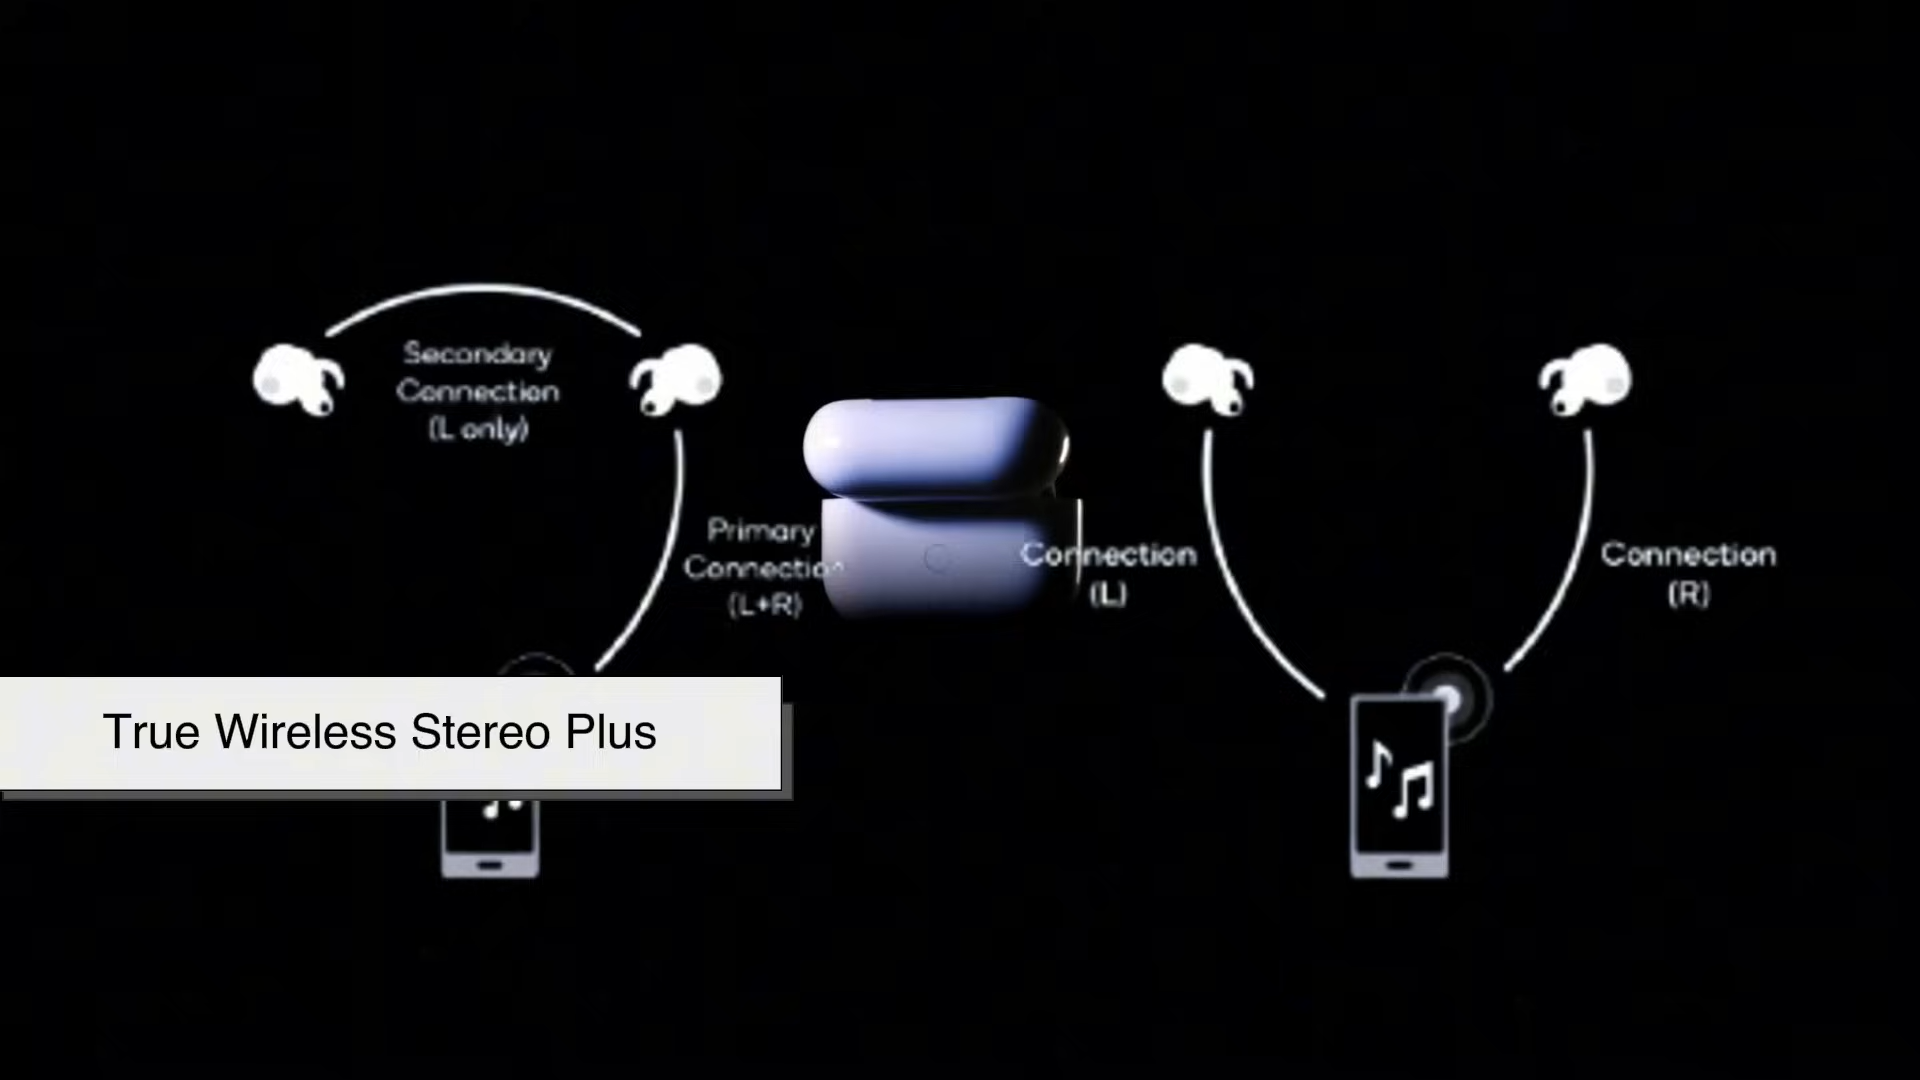 Secondary
Connection
(L only)
Primary
Connection
(L+R)
Connection
(L)
Connection
(R)
True Wireless Stereo Plus